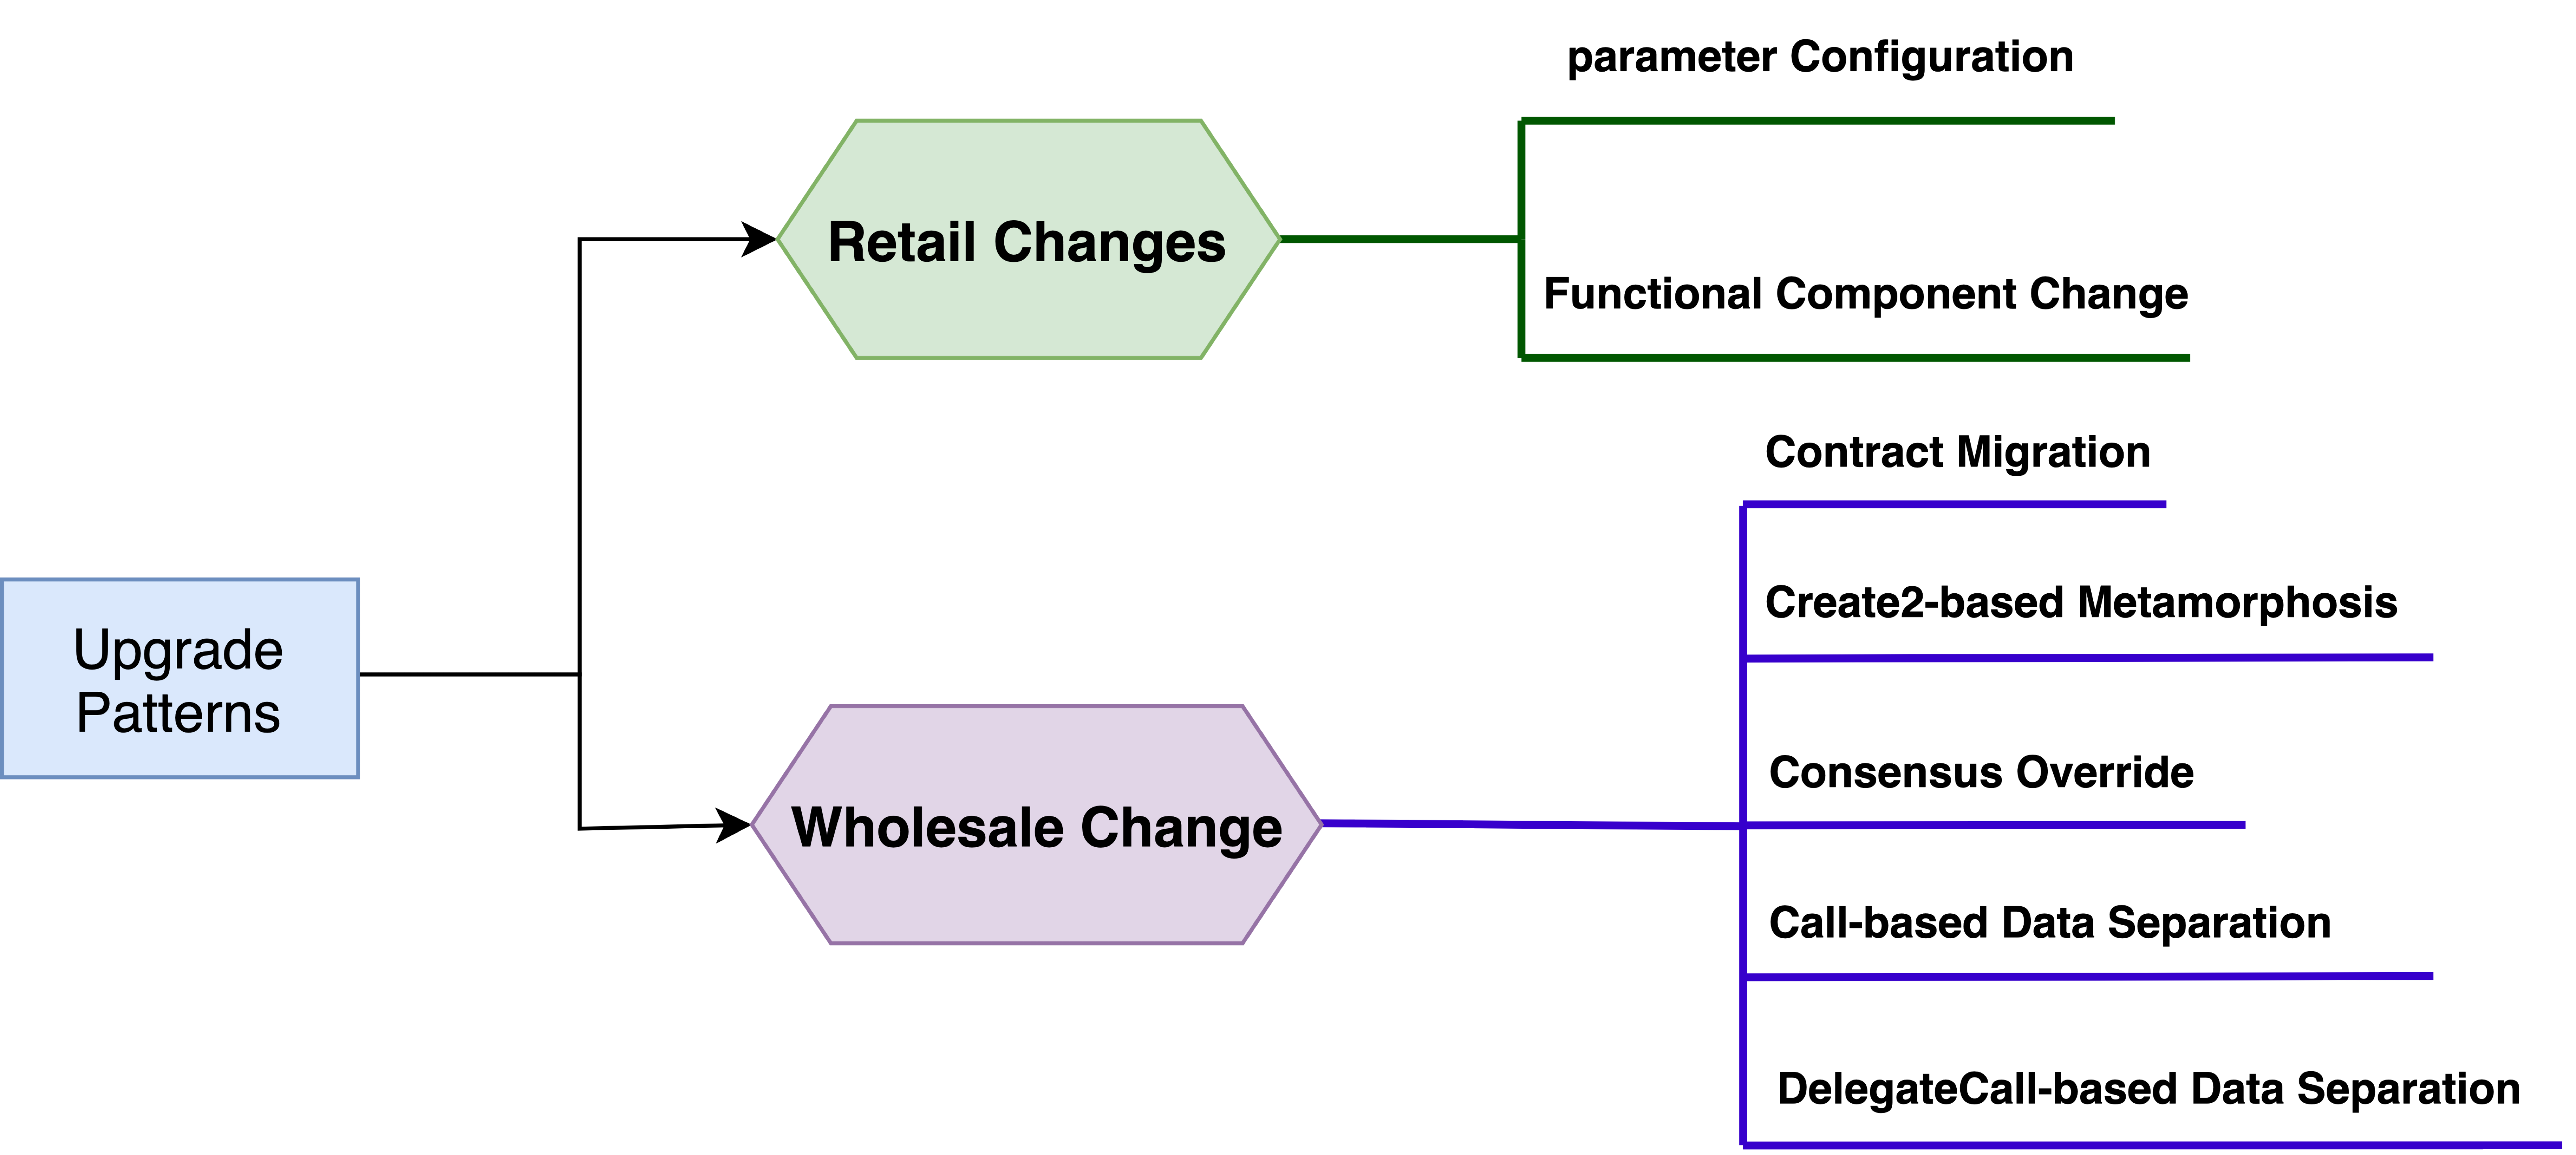 parameter Configuration
Retail Changes
Functional Component Change
Contract Migration
Create2-based Metamorphosis
Upgrade
Patterns
Consensus Override
Wholesale Change
Call-based Data Separation
DelegateCall-based Data Separation